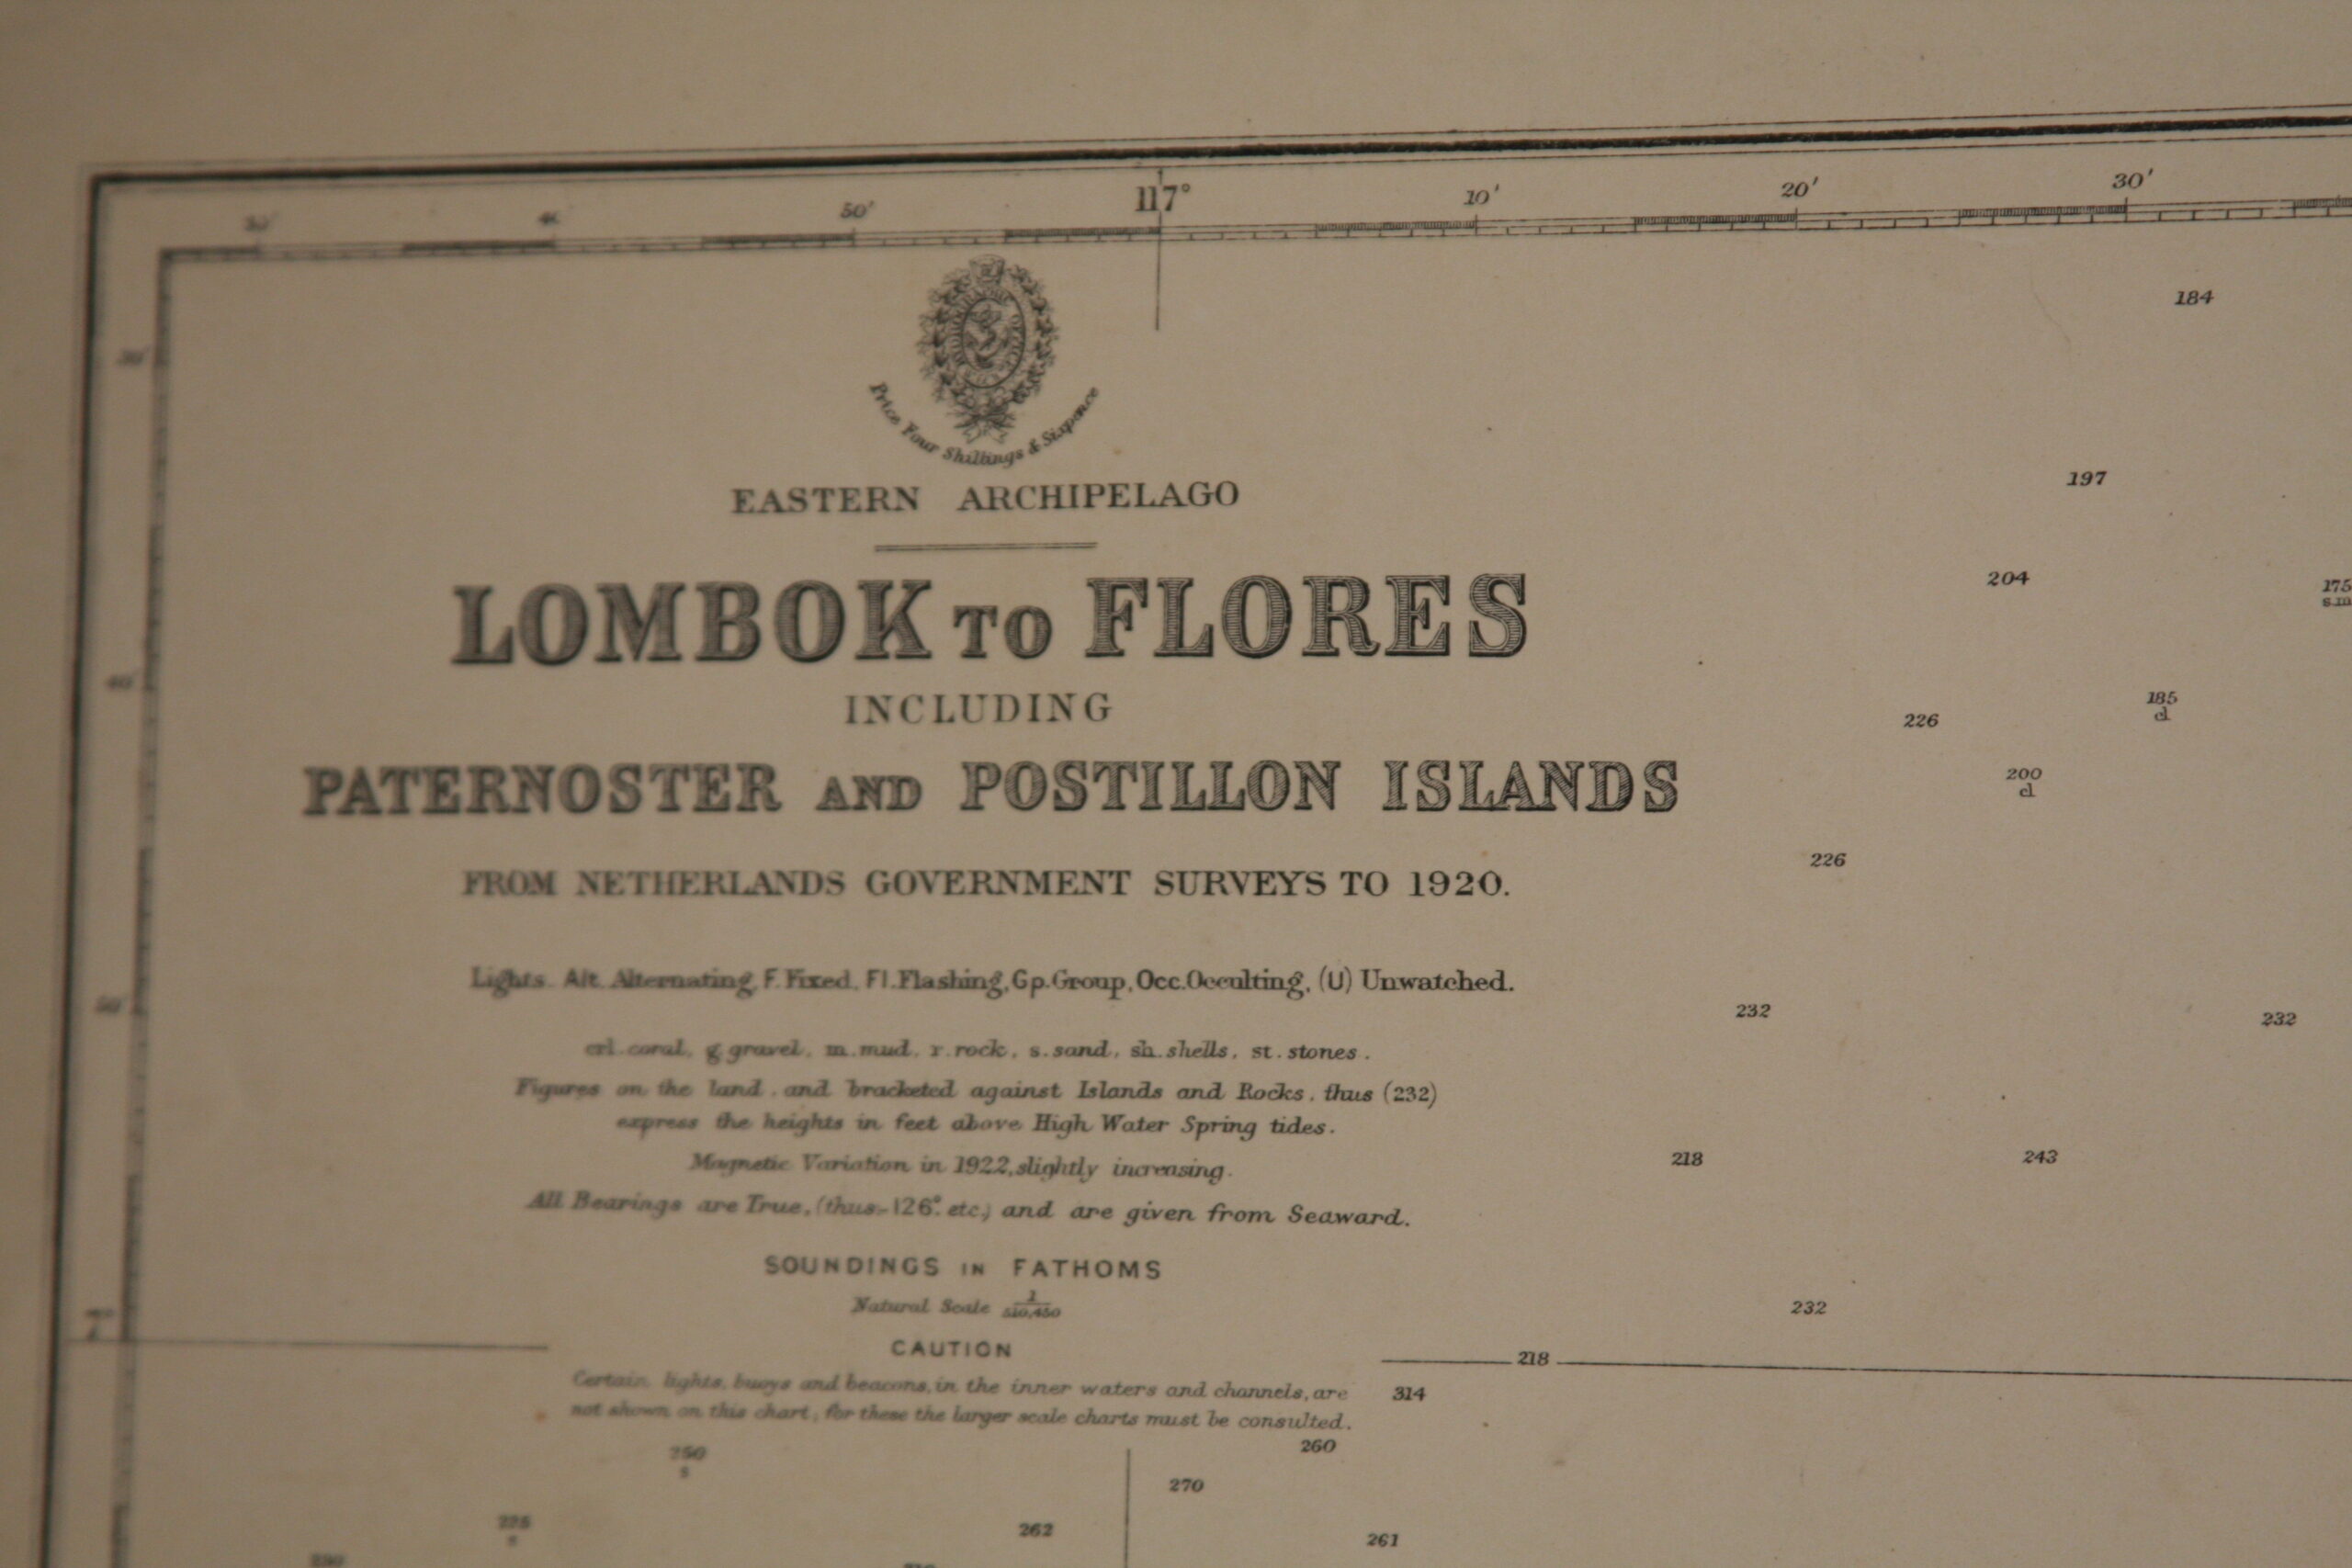 117°
50'
10'
20'
30'
184
Price Four Shillings & Sixpence
EASTERN ARCHIPELAGO
197
LOMBOK TO FLORES
204
175
s.m
INCLUDING
226
185
cl
PATERNOSTER AND POSTILLON ISLANDS
200
cl
FROM NETHERLANDS GOVERNMENT SURVEYS TO 1920.
226
Lights. Alt. Alternating, F. Fixed, Fl. Flashing, Gp. Group, Occ. Occulting, (U) Unwatched.
232
232
crl. coral, g. gravel, m. mud, r. rock, s. sand, sh. shells, st. stones.
Figures on the land, and bracketed against Islands and Rocks, thus (232)
express the heights in feet above High Water Spring tides.
Magnetic Variation in 1922, slightly increasing.
218
243
All Bearings are True, (thus:-126° etc.) and are given from Seaward.
SOUNDINGS IN FATHOMS
Natural Scale
232
7°
CAUTION
218
Certain lights, buoys and beacons, in the inner waters and channels, are
314
not shown on this chart, for these the larger scale charts must be consulted.
260
270
262
261